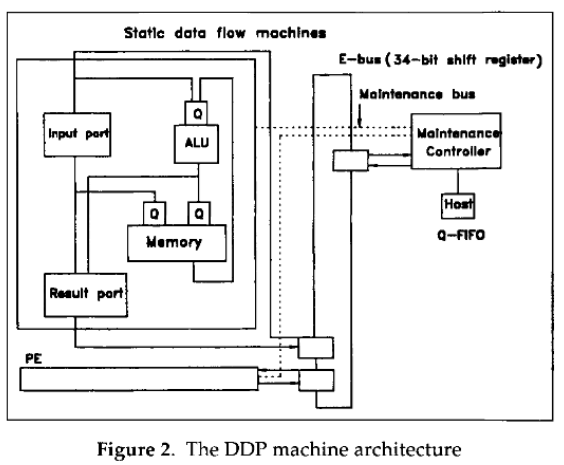 Static data flow machines
E-bus (34-bit shift register)
Maintenance bus
Q
Input port
ALU
Maintenance
Controller
Q
Q
Host
Memory
Q-FIFO
Result port
PE
Figure 2. The DDP machine architecture